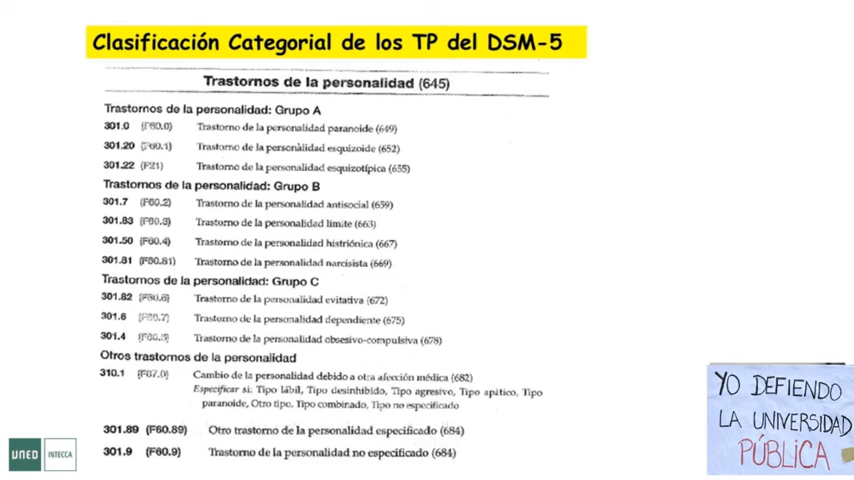 Clasificación Categorial de los TP del DSM-5
Trastornos de la personalidad (645)
Trastornos de la personalidad: Grupo A
301.0 (F60.0) Trastorno de la personalidad paranoide (649)
301.20 (F60.1) Trastorno de la personalidad esquizoide (652)
301.22 (F21) Trastorno de la personalidad esquizotípica (655)
Trastornos de la personalidad: Grupo B
301.7 (F60.2) Trastorno de la personalidad antisocial (659)
301.83 (F60.3) Trastorno de la personalidad límite (663)
301.50 (F60.4) Trastorno de la personalidad histriónica (667)
301.81 (F60.81) Trastorno de la personalidad narcisista (669)
Trastornos de la personalidad: Grupo C
301.82 (F60.6) Trastorno de la personalidad evitativa (672)
301.6 (F60.7) Trastorno de la personalidad dependiente (675)
301.4 (F60.5) Trastorno de la personalidad obsesivo-compulsiva (678)
Otros trastornos de la personalidad
310.1 (F07.0) Cambio de la personalidad debido a otra afección médica (682)
Especificar si: Tipo lábil, Tipo desinhibido, Tipo agresivo, Tipo apático, Tipo
paranoide, Otro tipo, Tipo combinado, Tipo no especificado
301.89 (F60.89) Otro trastorno de la personalidad especificado (684)
301.9 (F60.9) Trastorno de la personalidad no especificado (684)
UNED INTECCA
YO DEFIENDO
LA UNIVERSIDAD
PÚBLICA